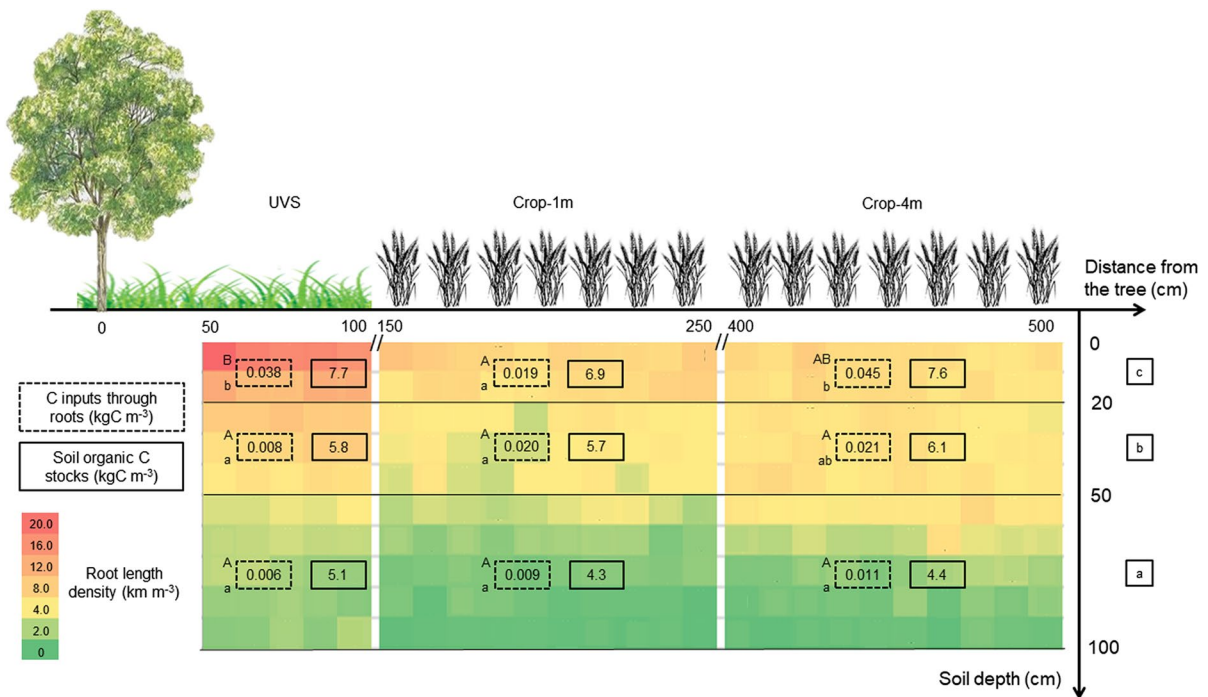 UVS
Crop-1m
Crop-4m
Distance from
the tree (cm)
0
50
100
150
250
400
500
0
B
b
0.038
7.7
A
a
0.019
6.9
AB
b
0.045
7.6
c
20
C inputs through
roots (kgC m-3)
A
a
0.008
5.8
A
a
0.020
5.7
A
ab
0.021
6.1
b
Soil organic C
stocks (kgC m-3)
50
20.0
16.0
12.0
8.0
4.0
2.0
0
Root length
density (km m-3)
A
a
0.006
5.1
A
a
0.009
4.3
A
a
0.011
4.4
a
100
Soil depth (cm)